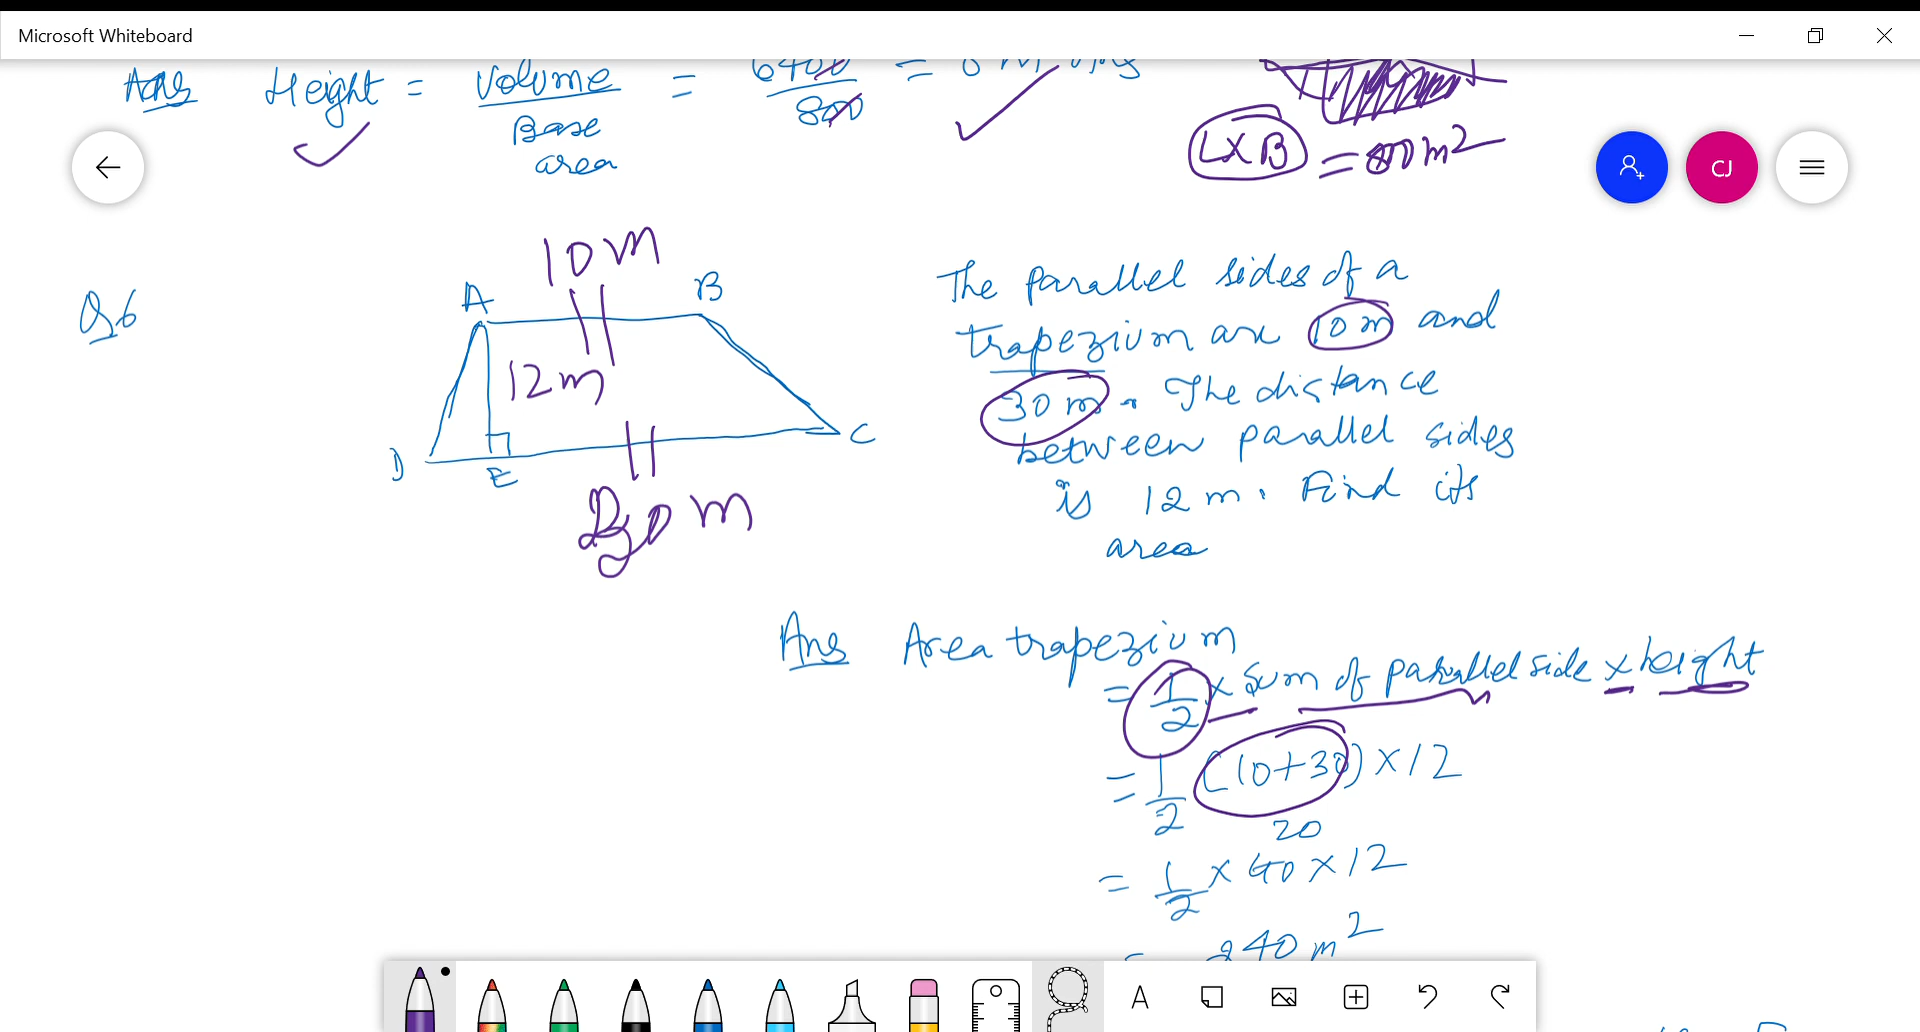 Microsoft Whiteboard
Ans Height = Volume / Base area = 6400 / 800 =
L X B = 800 m²
CJ
Q6
10 m
A B
12 m
D E C
30 m
The parallel sides of a
trapezium are 10 m and
30 m. The distance
between parallel sides
is 12 m. Find its
area
Ans Area trapezium
= 1/2 x Sum of parallel side x height
= 1/2 (10+30) x 12
20
= 1/2 x 40 x 12
= 240 m²
A